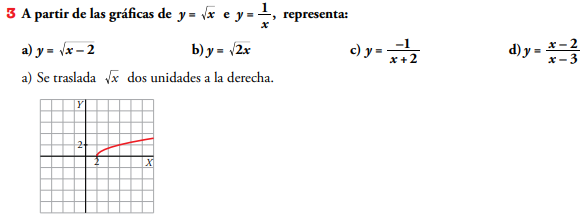 3 A partir de las gráficas de y = √x e y = 1/x, representa:
a) y = √(x – 2) b) y = √(2x) c) y = –1/(x + 2) d) y = (x – 2)/(x – 3)
a) Se traslada √x dos unidades a la derecha.
Y
2
2 X